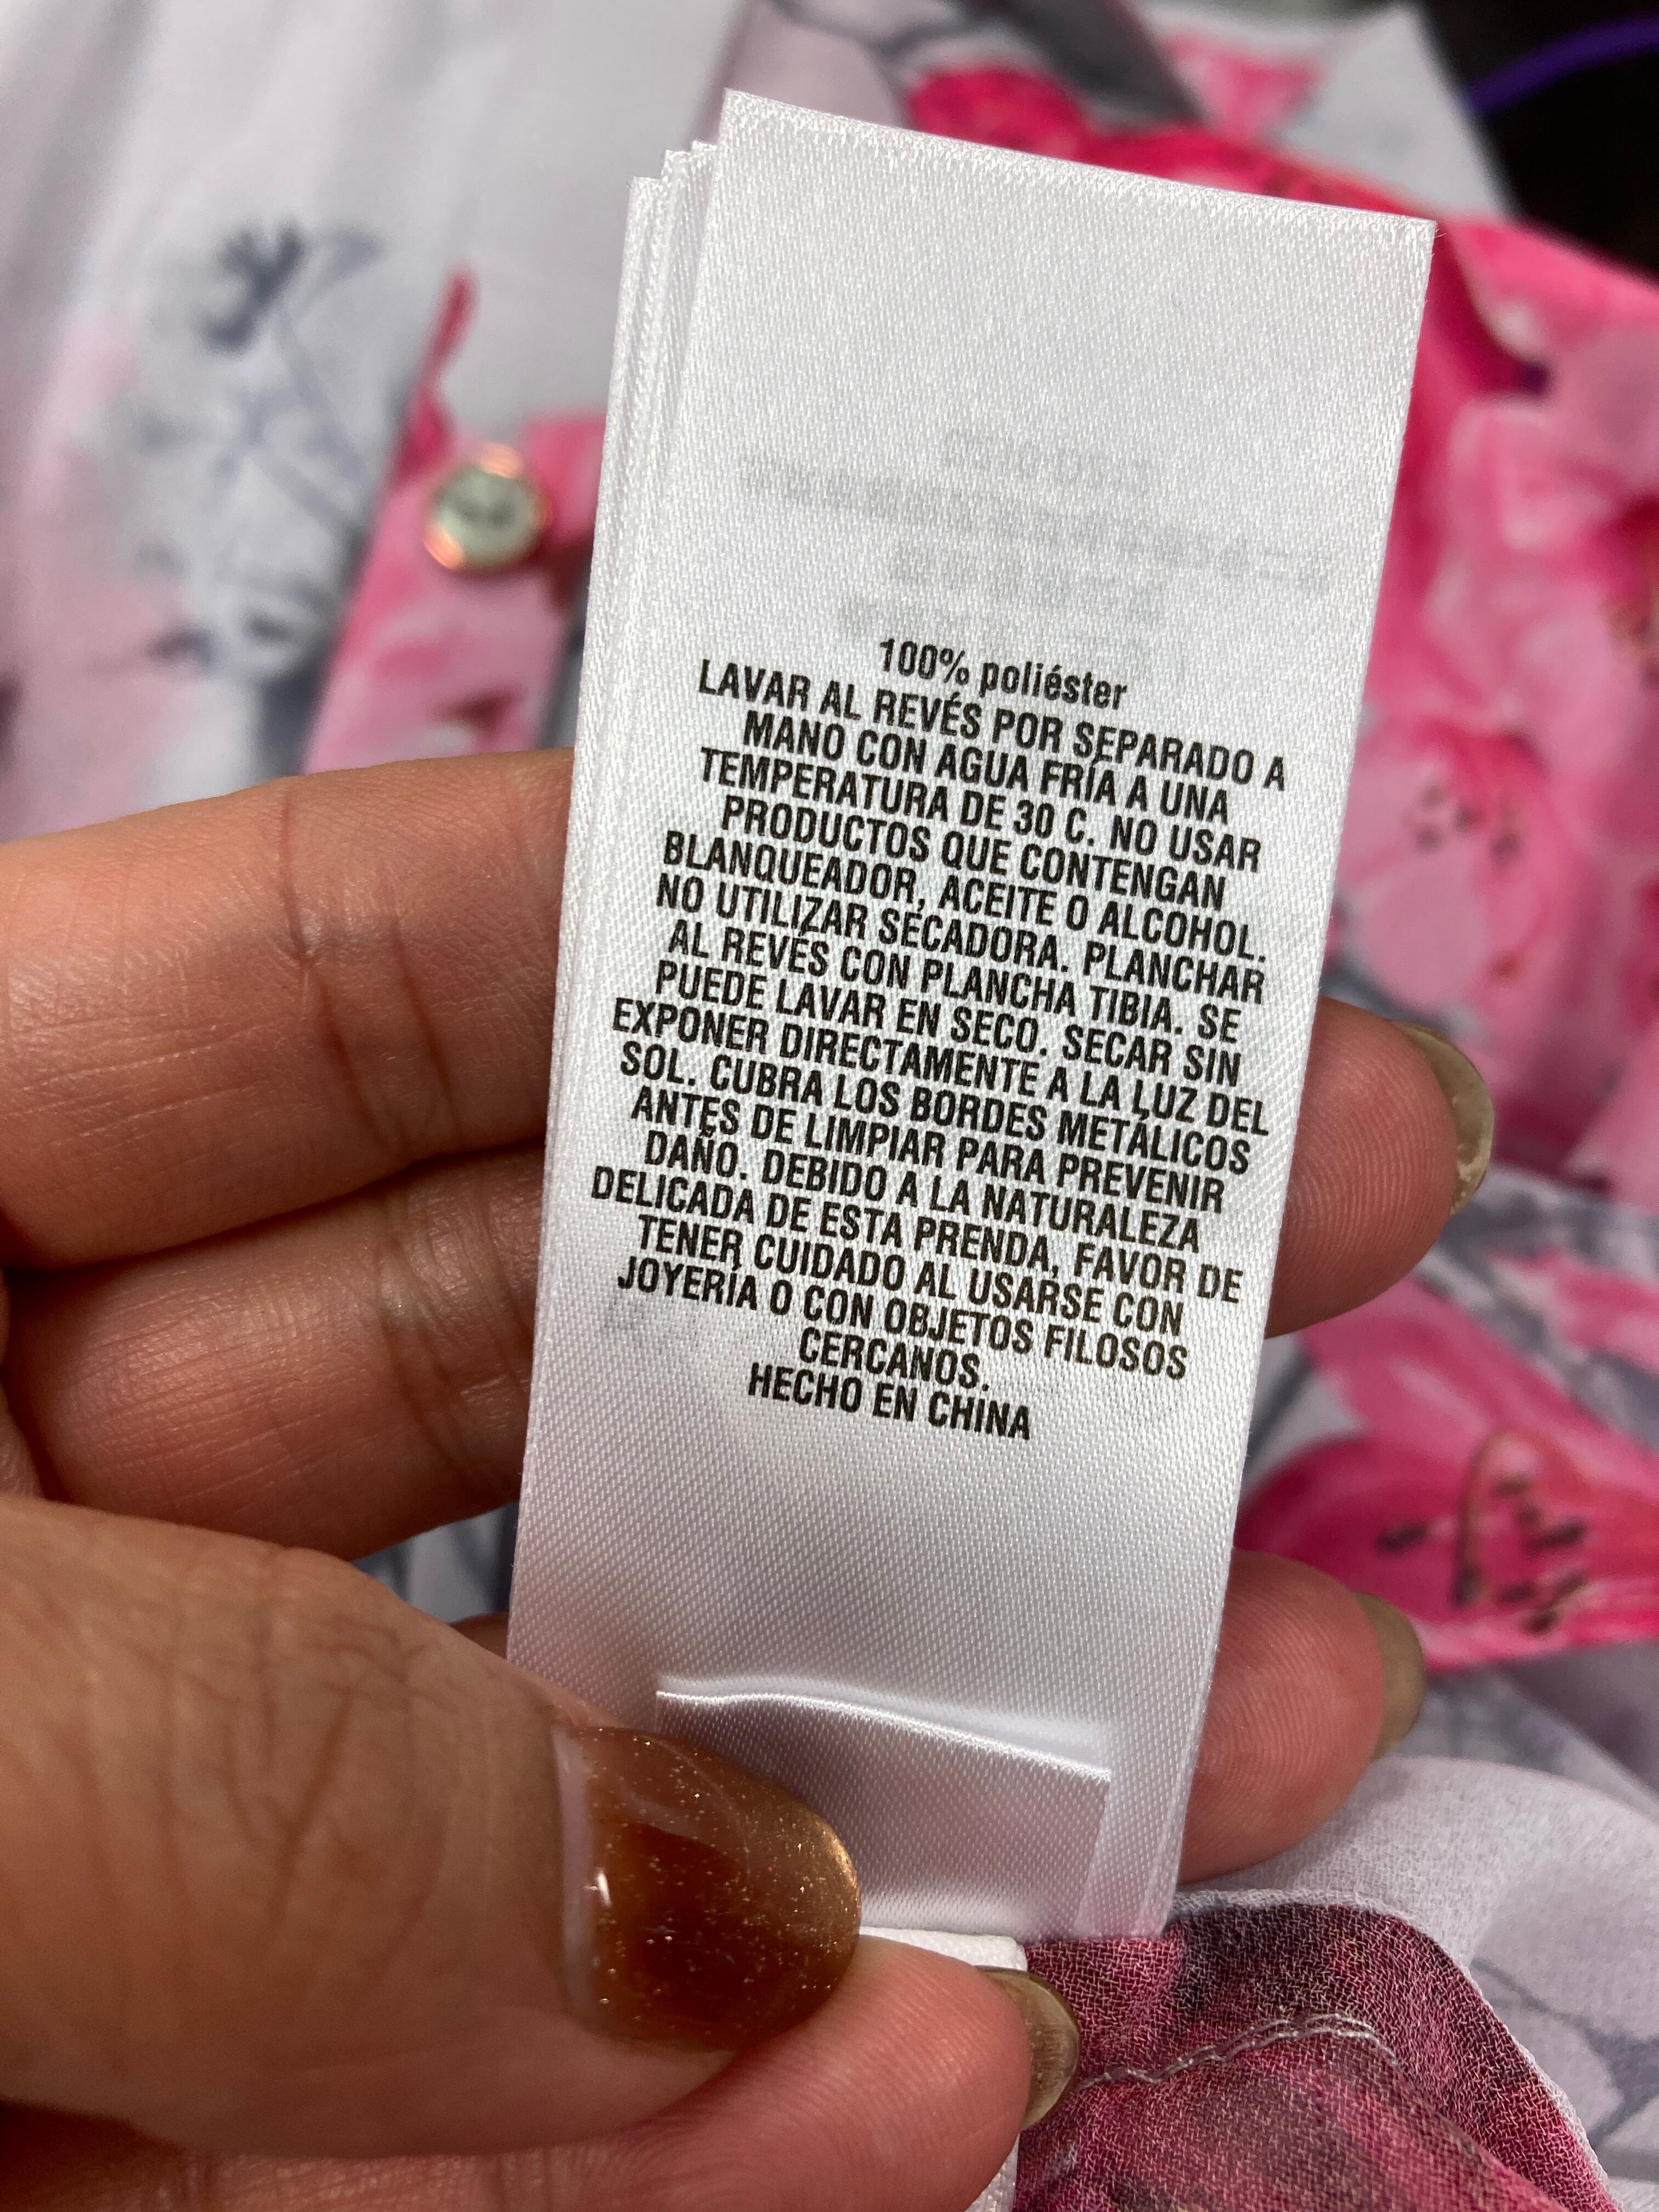 100% poliéster
LAVAR AL REVÉS POR SEPARADO A
MANO CON AGUA FRÍA A UNA
TEMPERATURA DE 30 C. NO USAR
PRODUCTOS QUE CONTENGAN
BLANQUEADOR, ACEITE O ALCOHOL.
NO UTILIZAR SECADORA. PLANCHAR
AL REVÉS CON PLANCHA TIBIA. SE
PUEDE LAVAR EN SECO. SECAR SIN
EXPONER DIRECTAMENTE A LA LUZ DEL
SOL. CUBRA LOS BORDES METÁLICOS
ANTES DE LIMPIAR PARA PREVENIR
DAÑO. DEBIDO A LA NATURALEZA
DELICADA DE ESTA PRENDA, FAVOR DE
TENER CUIDADO AL USARSE CON
JOYERÍA O CON OBJETOS FILOSOS
CERCANOS.
HECHO EN CHINA